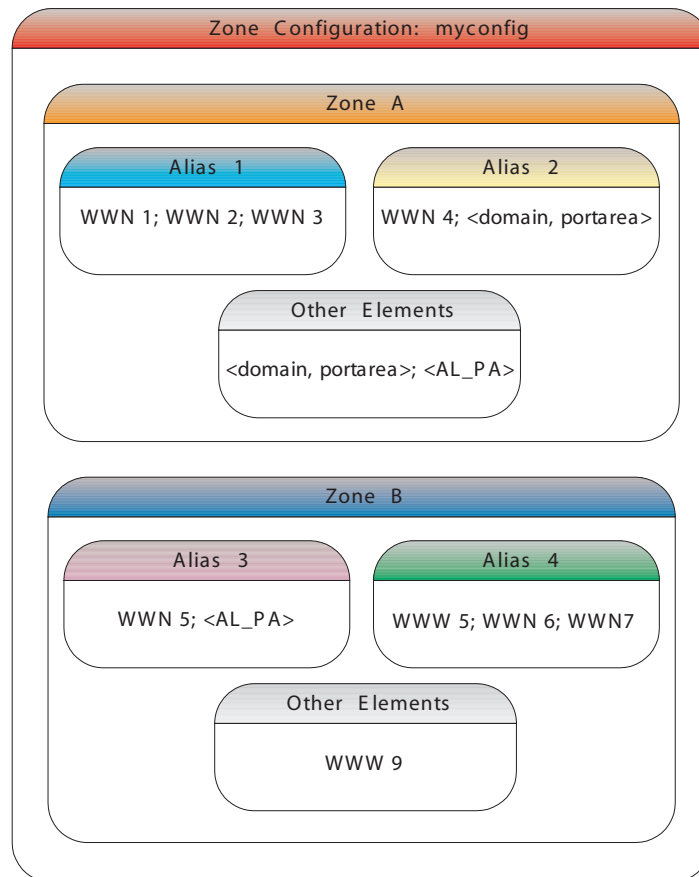 Zone Configuration: myconfig
Zone A
Alias 1
WWN 1; WWN 2; WWN 3
Alias 2
WWN 4; <domain, portarea>
Other Elements
<domain, portarea>; <AL_PA>
Zone B
Alias 3
WWN 5; <AL_PA>
Alias 4
WWW 5; WWN 6; WWN7
Other Elements
WWW 9